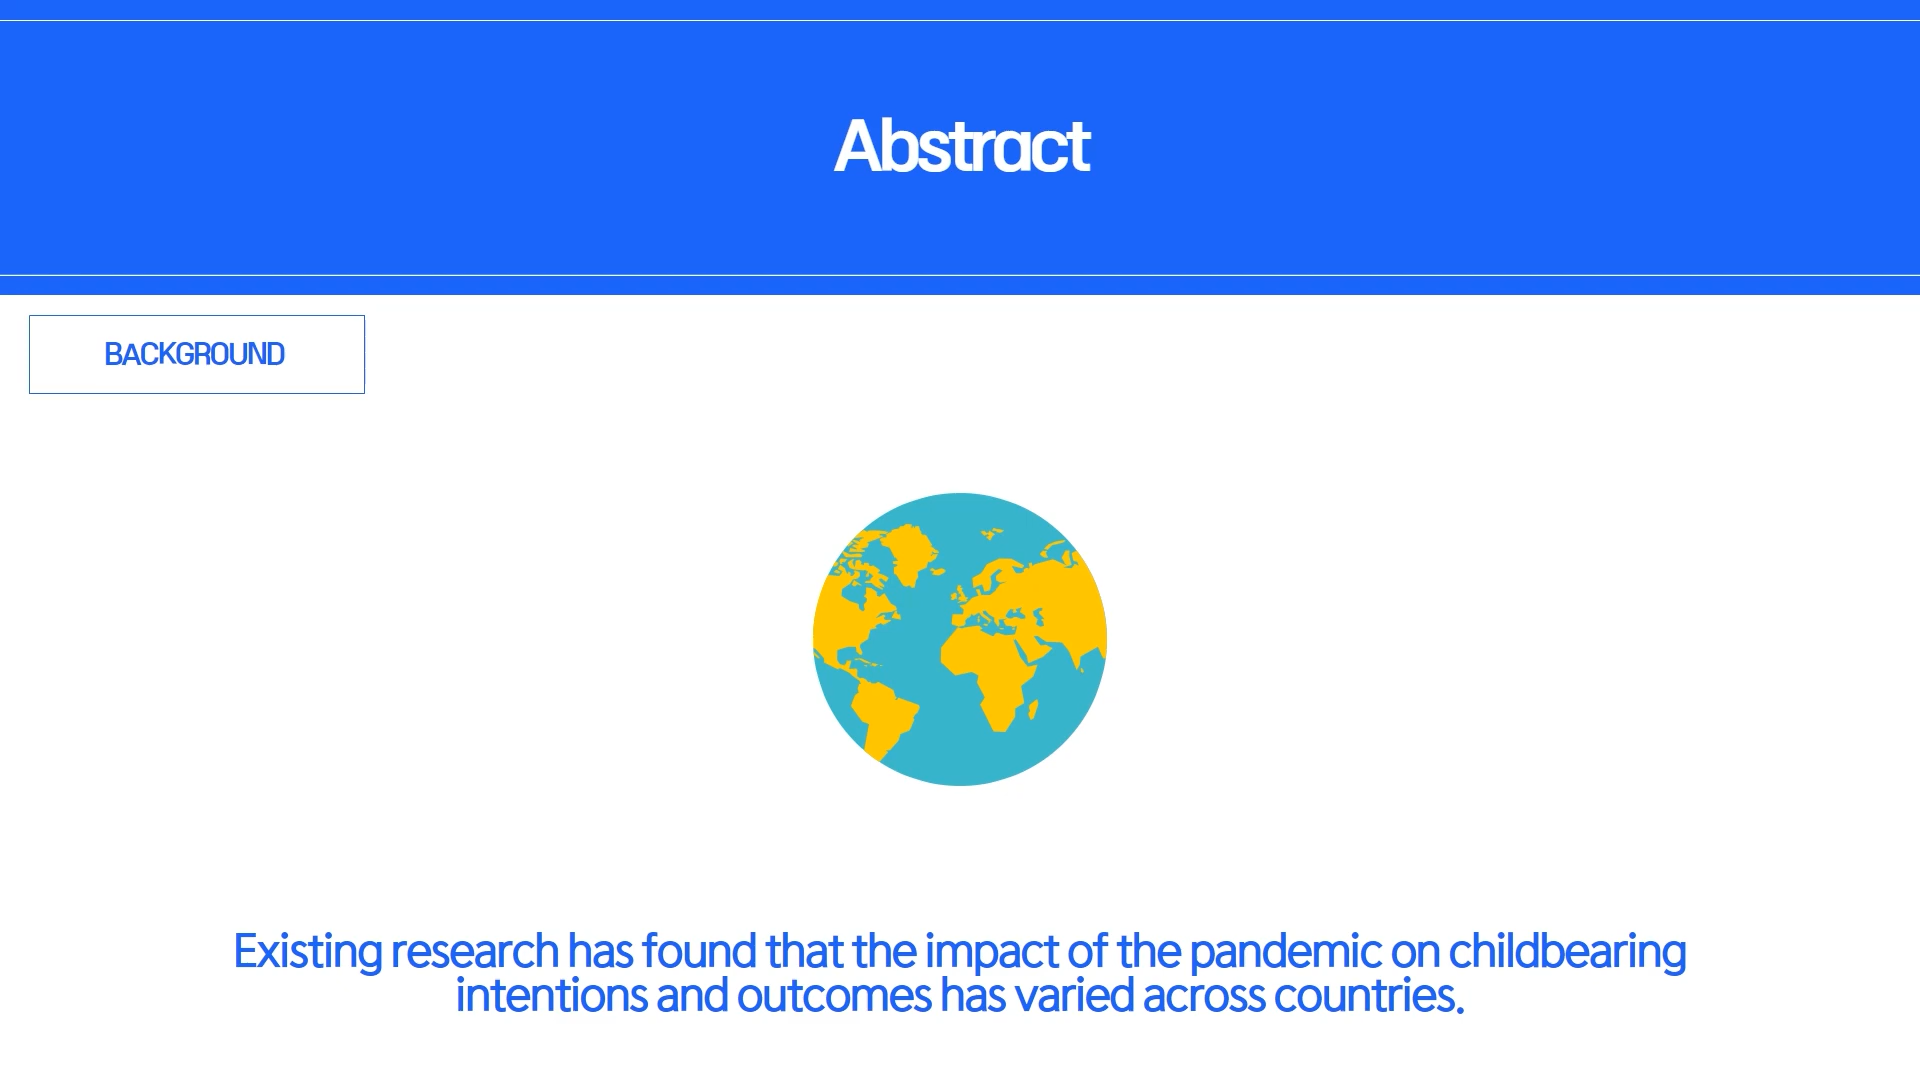 Abstract
BACKGROUND
Existing research has found that the impact of the pandemic on childbearing
intentions and outcomes has varied across countries.